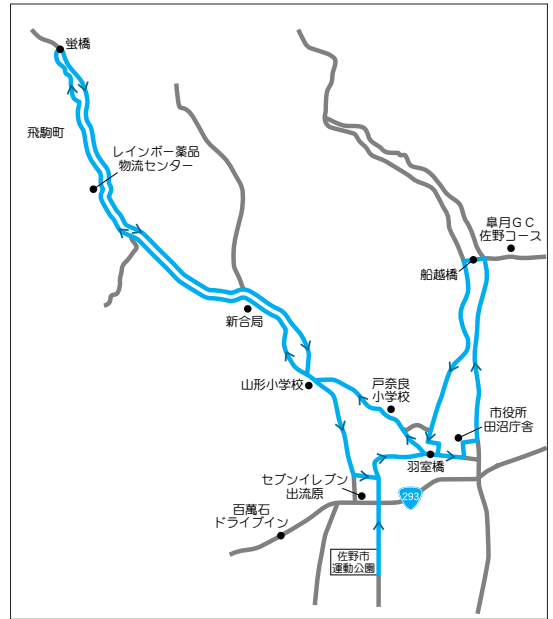 蛍橋
飛駒町
レインボー薬品
物流センター
皐月ＧＣ
佐野コース
船越橋
新合局
山形小学校
戸奈良
小学校
市役所
田沼庁舎
羽室橋
セブンイレブン
出流原
293
百萬石
ドライブイン
佐野市
運動公園